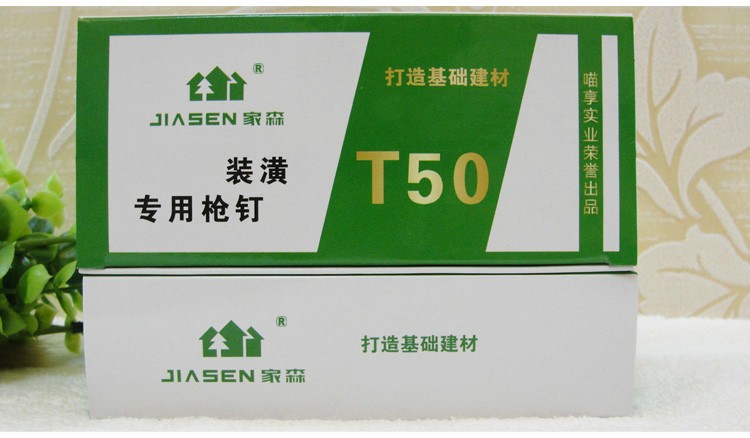 ®
JIASEN 家森
装潢
专用枪钉
打造基础建材
T50
喵享实业荣誉出品
®
JIASEN 家森
打造基础建材